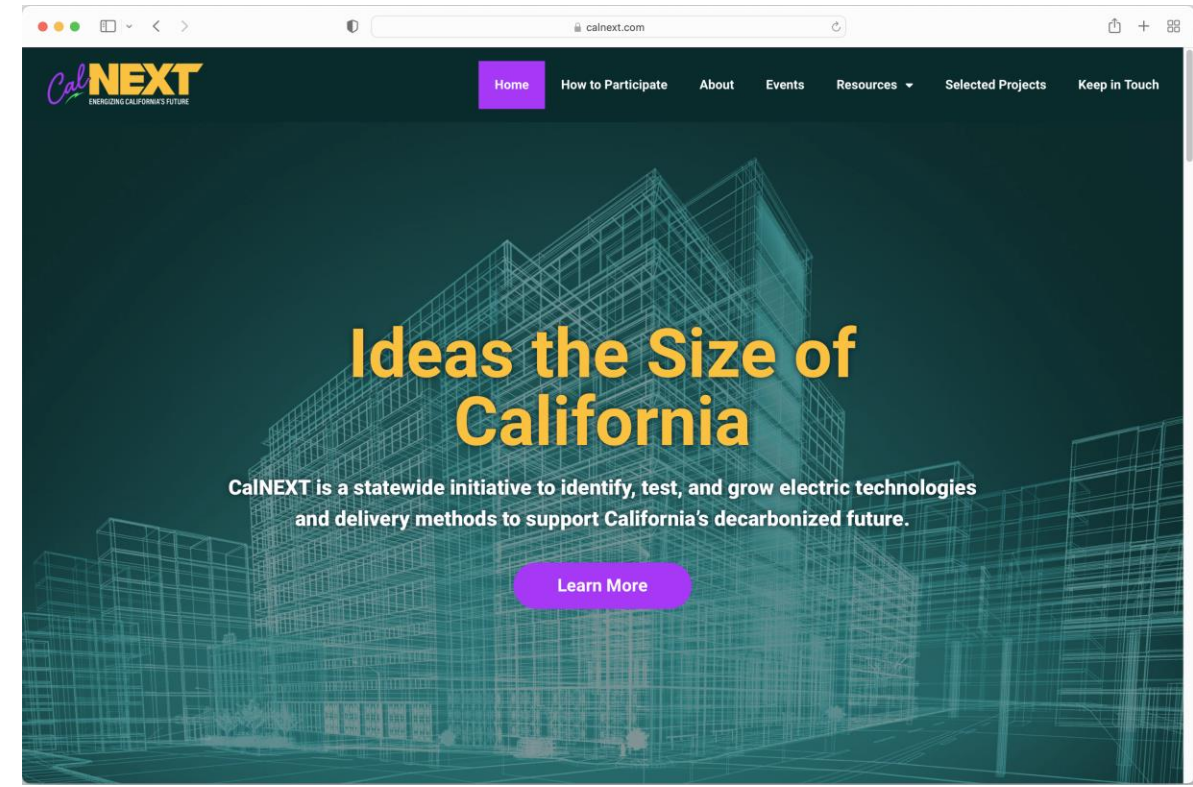 calnext.com
CalNEXT
ENERGIZING CALIFORNIA'S FUTURE
Home
How to Participate
About
Events
Resources
Selected Projects
Keep in Touch
Ideas the Size of
California
CalNEXT is a statewide initiative to identify, test, and grow electric technologies
and delivery methods to support California's decarbonized future.
Learn More